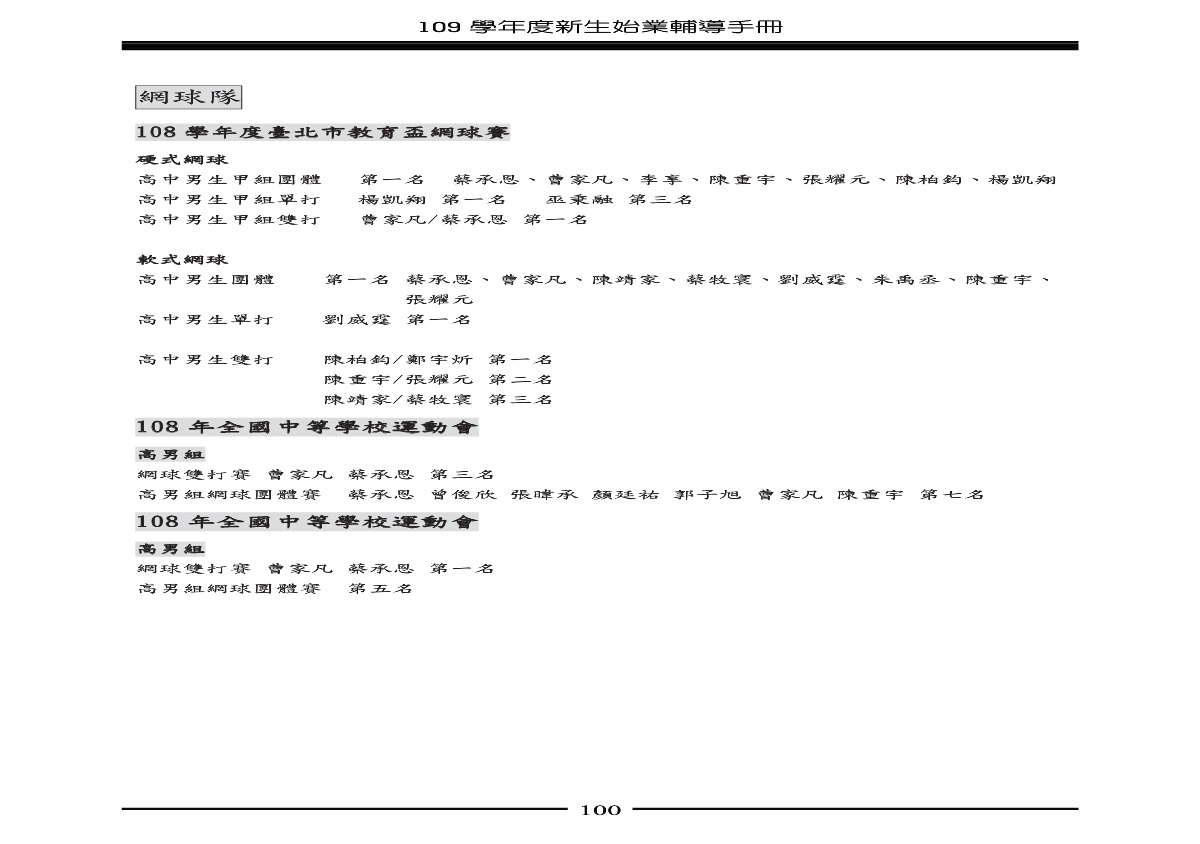 109 學年度新生始業輔導手冊
網球隊
108 學年度臺北市教育盃網球賽
硬式網球
高中男生甲組團體 第一名 蔡承恩、曾家凡、李享、陳重宇、張耀元、陳柏鈞、楊凱翔
高中男生甲組單打 楊凱翔 第一名 巫秉融 第三名
高中男生甲組雙打 曾家凡/蔡承恩 第一名
軟式網球
高中男生團體 第一名 蔡承恩、曾家凡、陳靖家、蔡牧寰、劉威霆、朱禹丞、陳重宇、
張耀元
高中男生單打 劉威霆 第一名
高中男生雙打 陳柏鈞/鄭宇炘 第一名
陳重宇/張耀元 第二名
陳靖家/蔡牧寰 第三名
108 年全國中等學校運動會
高男組
網球雙打賽 曾家凡 蔡承恩 第三名
高男組網球團體賽 蔡承恩 曾俊欣 張暐承 顏廷祐 郭子旭 曾家凡 陳重宇 第七名
108 年全國中等學校運動會
高男組
網球雙打賽 曾家凡 蔡承恩 第一名
高男組網球團體賽 第五名
100